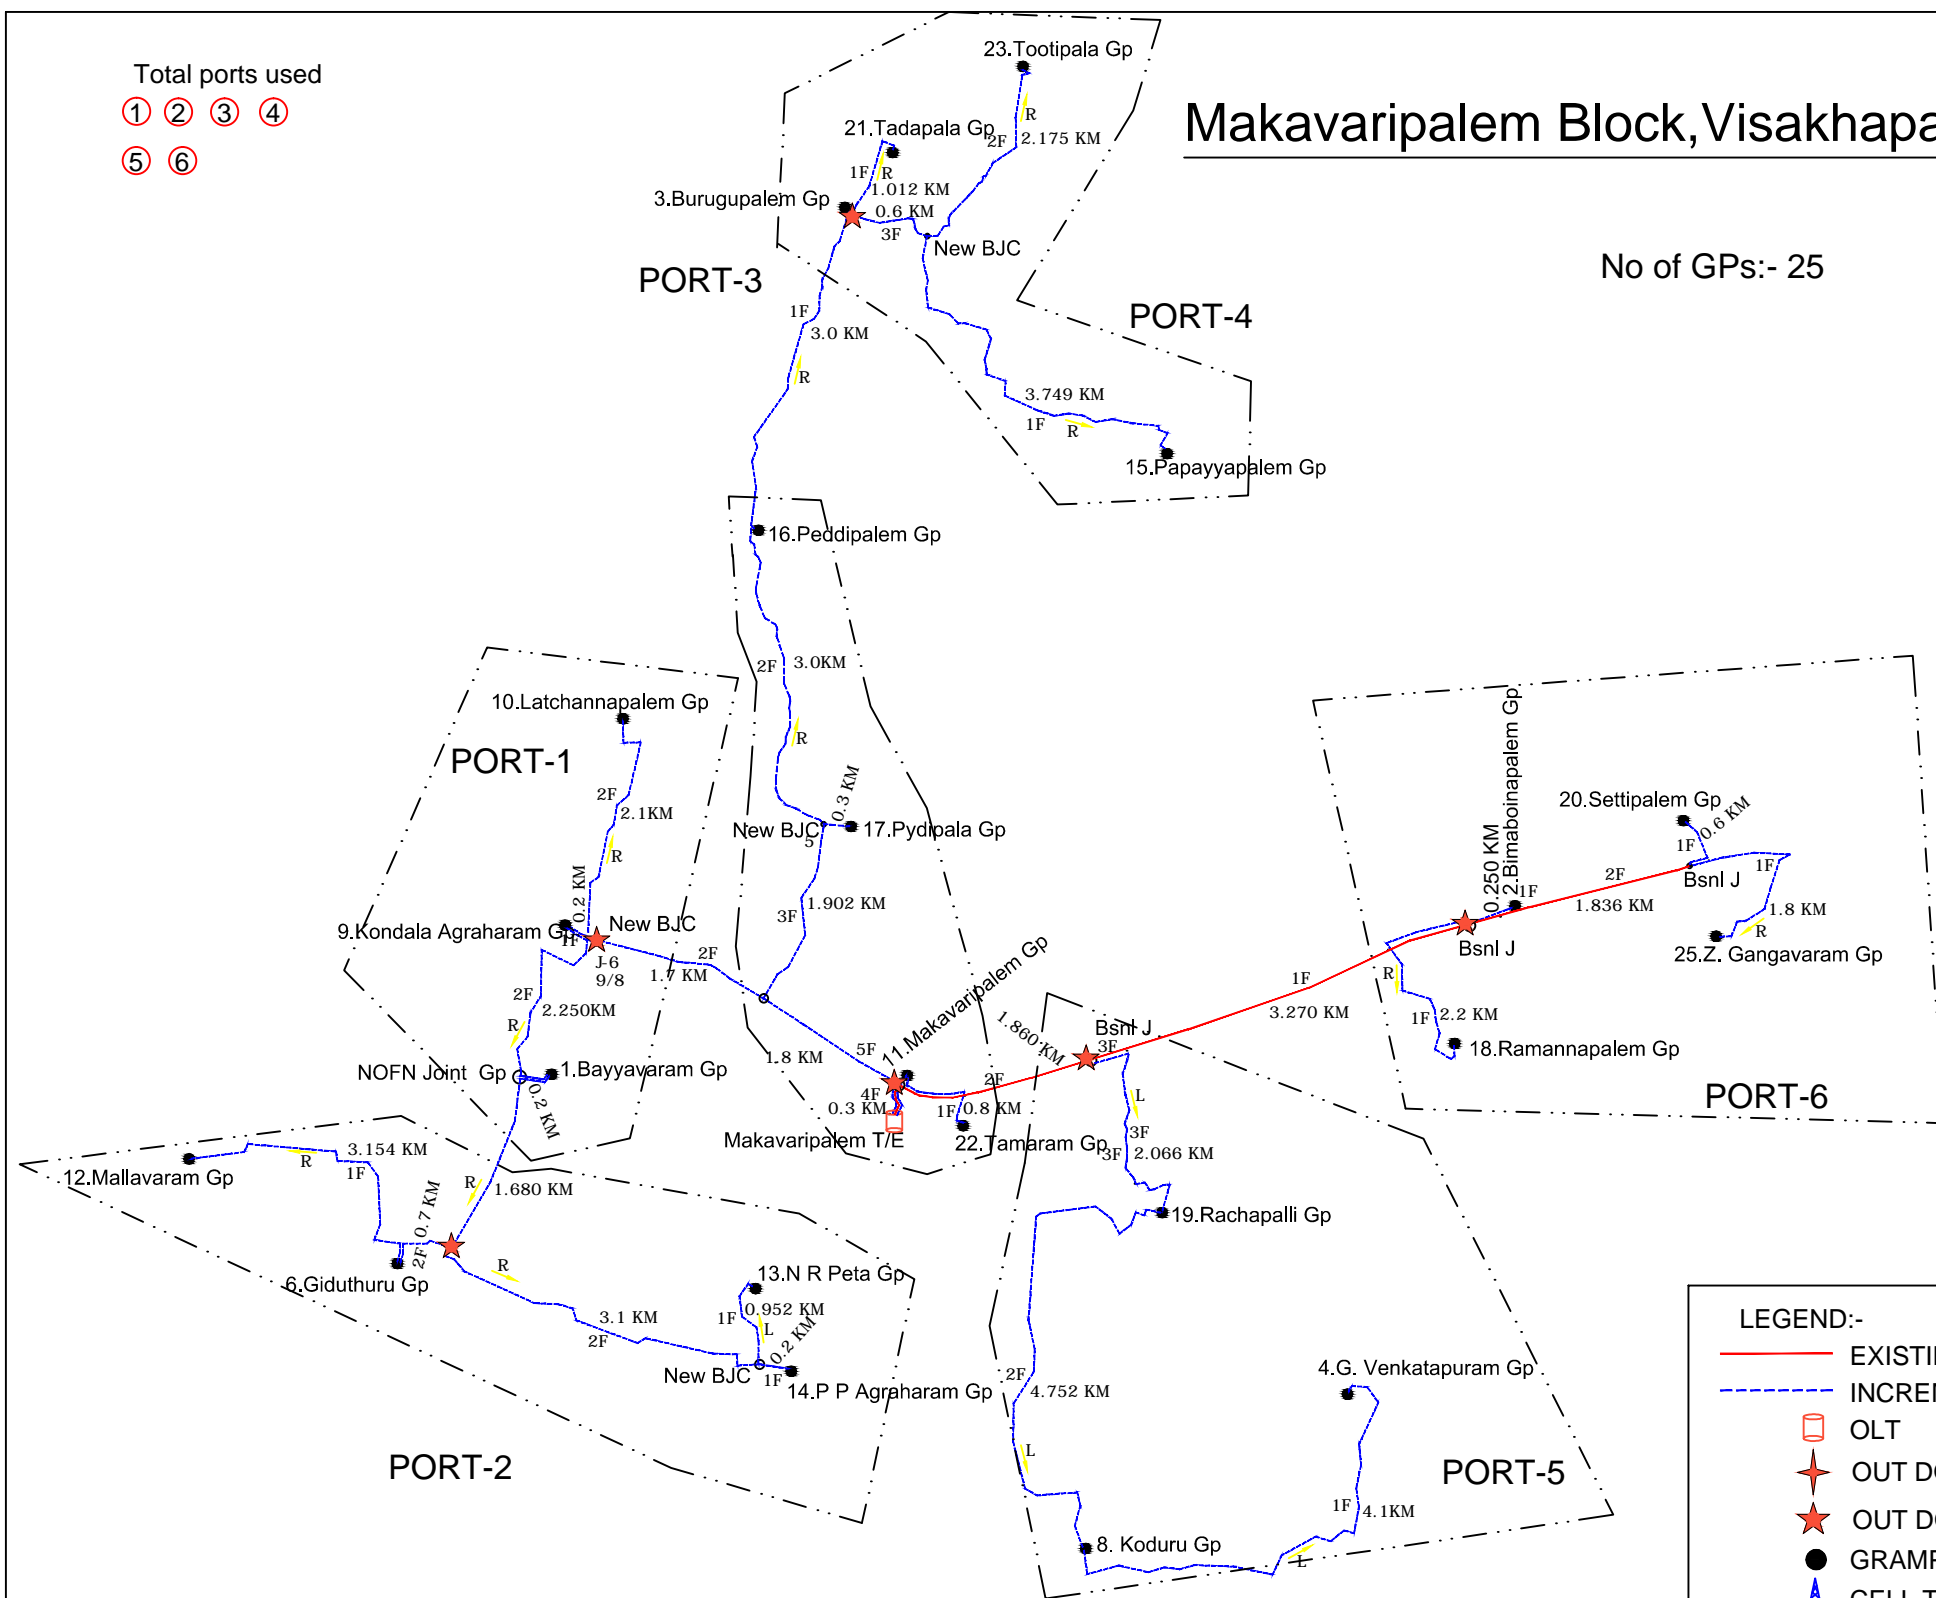 Total ports used
1 2 3 4
5 6
Makavaripalem Block,Visakhapa
No of GPs:- 25
23.Tootipala Gp
R
2F 2.175 KM
21.Tadapala Gp
1F R
1.012 KM
3.Burugupalem Gp
0.6 KM
3F
New BJC
PORT-3
PORT-4
1F
3.0 KM
R
3.749 KM
1F R
15.Papayyapalem Gp
16.Peddipalem Gp
2F 3.0KM
R
0.3 KM
New BJC
5
17.Pydipala Gp
3F 1.902 KM
10.Latchannapalem Gp
PORT-1
2F
2.1KM
R
0.2 KM
9.Kondala Agraharam Gp
1F
New BJC
J-6
9/8
2F
1.7 KM
2F
2.250KM
R
NOFN Joint Gp
1.Bayyavaram Gp
0.2 KM
1.8 KM
5F
11.Makavaripalem Gp
4F
0.3 KM
Makavaripalem T/E
2F
1F 0.8 KM
22.Tamaram Gp
1.860 KM
Bsnl J
3F
1F
3.270 KM
L
3F
3F 2.066 KM
19.Rachapalli Gp
2.Bimaboinapalem Gp
0.250 KM
1F
Bsnl J
2F
1.836 KM
20.Settipalem Gp
0.6 KM
1F
Bsnl J
1F
1.8 KM
R
25.Z. Gangavaram Gp
R
1F 2.2 KM
18.Ramannapalem Gp
PORT-6
3.154 KM
R
1F
12.Mallavaram Gp
0.7 KM
2F
6.Giduthuru Gp
R
1.680 KM
R
3.1 KM
2F
13.N R Peta Gp
1F 0.952 KM
L
0.2 KM
New BJC
1F
14.P P Agraharam Gp
PORT-2
2F
4.752 KM
L
8. Koduru Gp
4.G. Venkatapuram Gp
1F
4.1KM
L
PORT-5
LEGEND:-
EXISTI
INCREM
OLT
OUT DO
OUT DO
GRAMP
CELL T